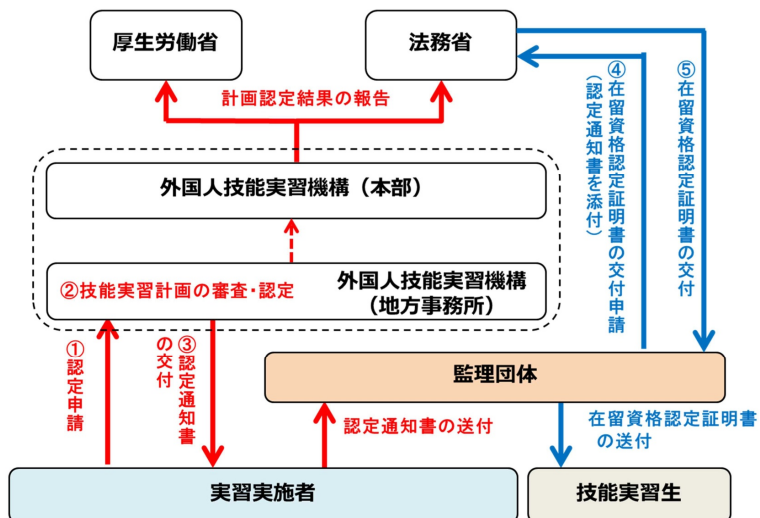 厚生労働省
法務省
計画認定結果の報告
④在留資格認定証明書の交付申請
（認定通知書を添付）
⑤在留資格認定証明書の交付
外国人技能実習機構（本部）
②技能実習計画の審査・認定
外国人技能実習機構
（地方事務所）
①認定申請
③認定通知書
の交付
監理団体
認定通知書の送付
在留資格認定証明書
の送付
実習実施者
技能実習生